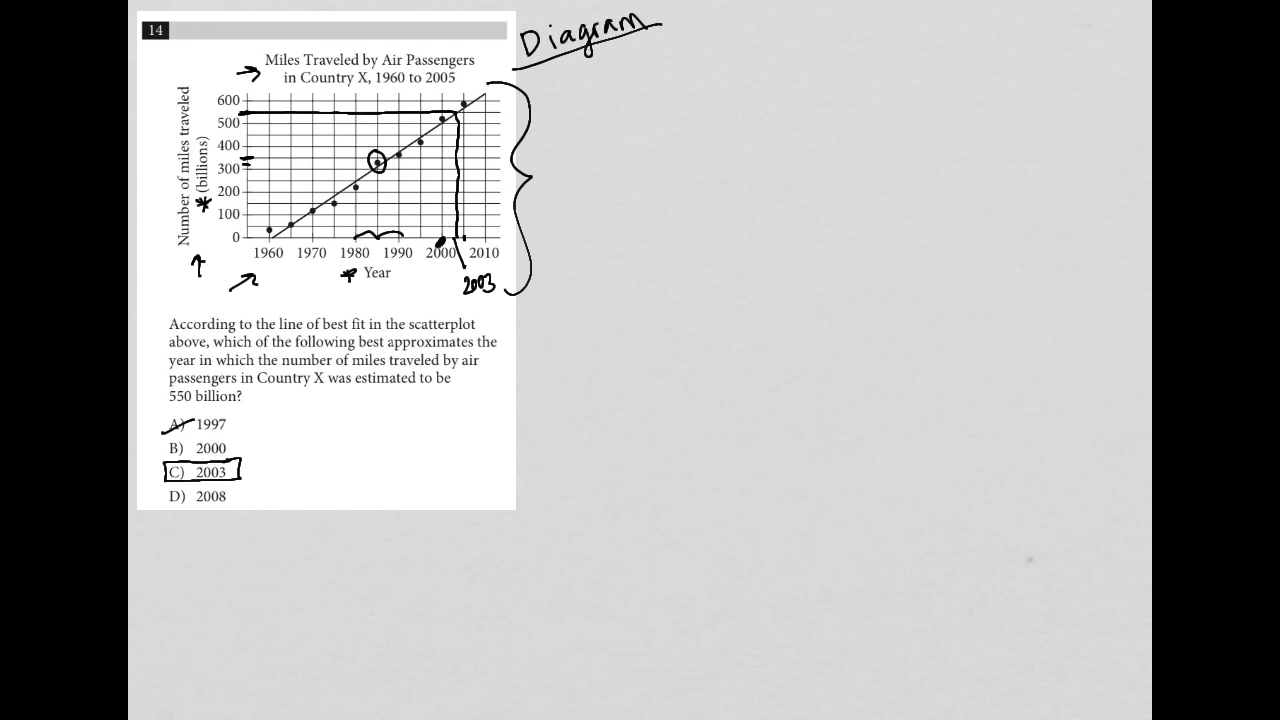 14
Diagram
Miles Traveled by Air Passengers
in Country X, 1960 to 2005
Number of miles traveled
(billions)
600
500
400
300
200
100
0
1960 1970 1980 1990 2000 2010
Year
2003
According to the line of best fit in the scatterplot
above, which of the following best approximates the
year in which the number of miles traveled by air
passengers in Country X was estimated to be
550 billion?
A) 1997
B) 2000
C) 2003
D) 2008